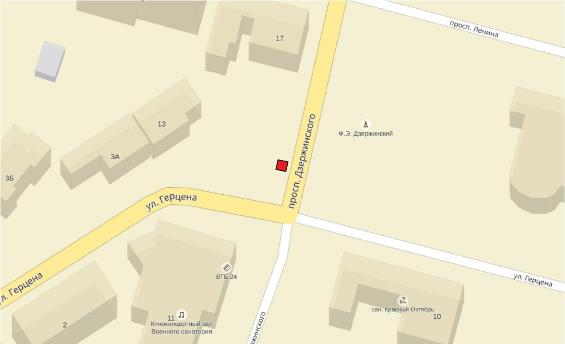 просп. Ленина
17
Ф.Э. Дзержинский
13
просп. Дзержинского
3А
3Б
ул. Герцена
ул. Герцена
ул. Герцена
ВТБ 24
сан. Красный Октябрь
10
2
11
Киноконцертный зал
Военного санатория